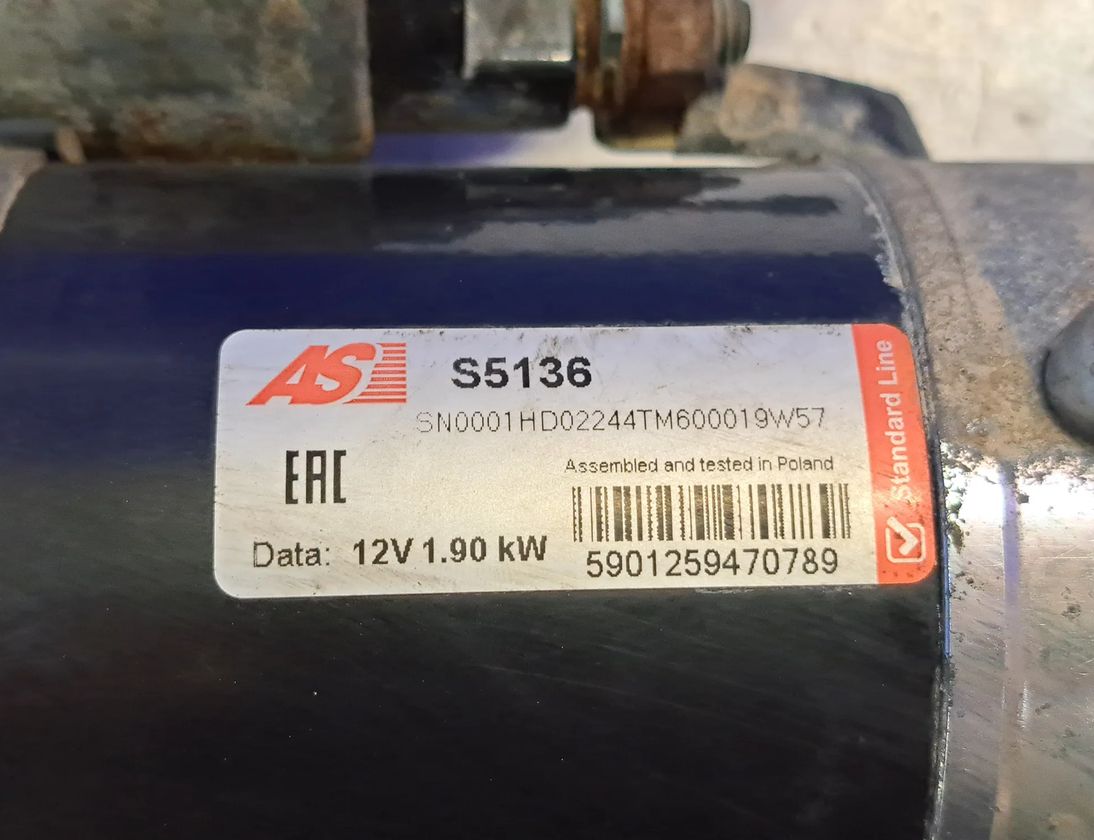 AS
S5136
SN0001HD02244TM600019W57
EAC
Assembled and tested in Poland
Data: 12V 1.90 kW
5901259470789
Standard Line